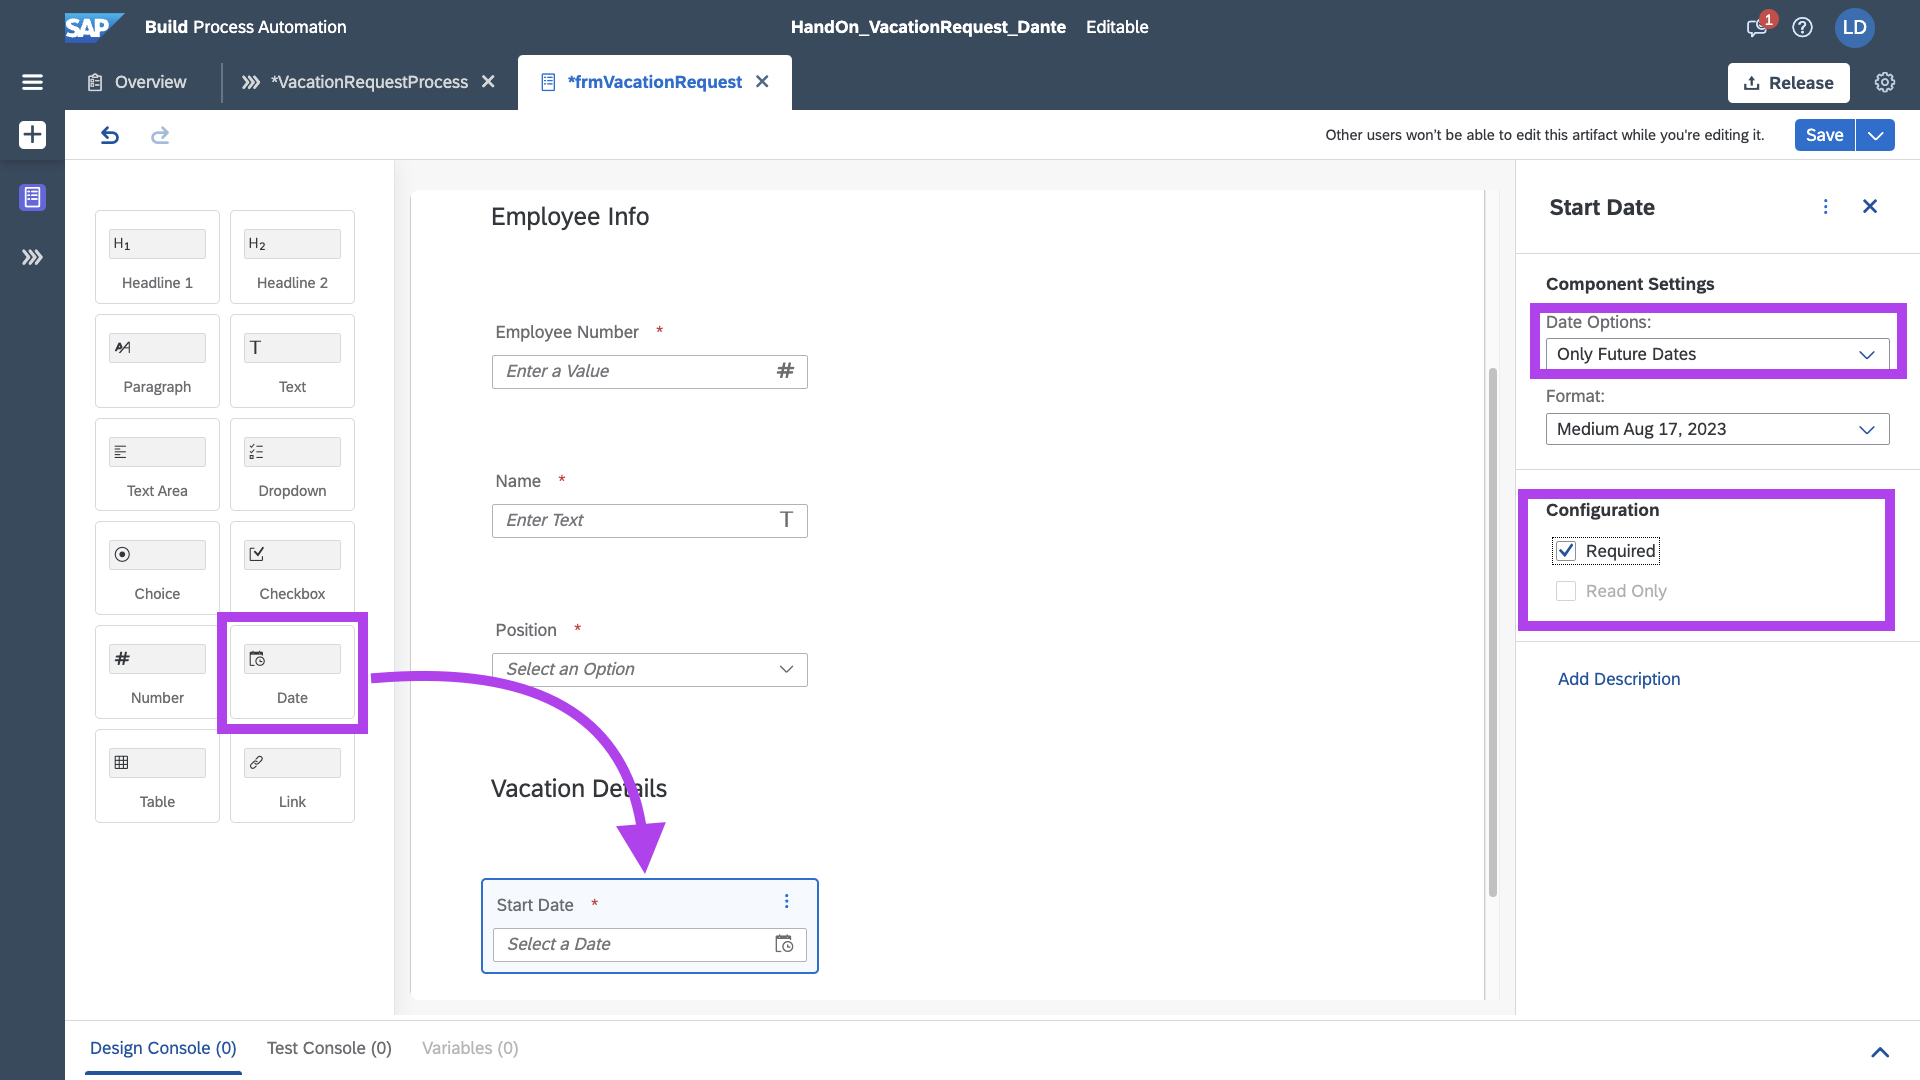 SAP Build Process Automation
HandOn_VacationRequest_Dante Editable
1
LD
Overview
*VacationRequestProcess
*frmVacationRequest
Release
Other users won't be able to edit this artifact while you're editing it.
Save
H1
Headline 1
H2
Headline 2
Paragraph
T
Text
Text Area
Dropdown
Choice
Checkbox
#
Number
Date
Table
Link
Employee Info
Employee Number *
Enter a Value #
Name *
Enter Text T
Position *
Select an Option
Vacation Details
Start Date *
Select a Date
Start Date
Component Settings
Date Options:
Only Future Dates
Format:
Medium Aug 17, 2023
Configuration
Required
Read Only
Add Description
Design Console (0) Test Console (0) Variables (0)